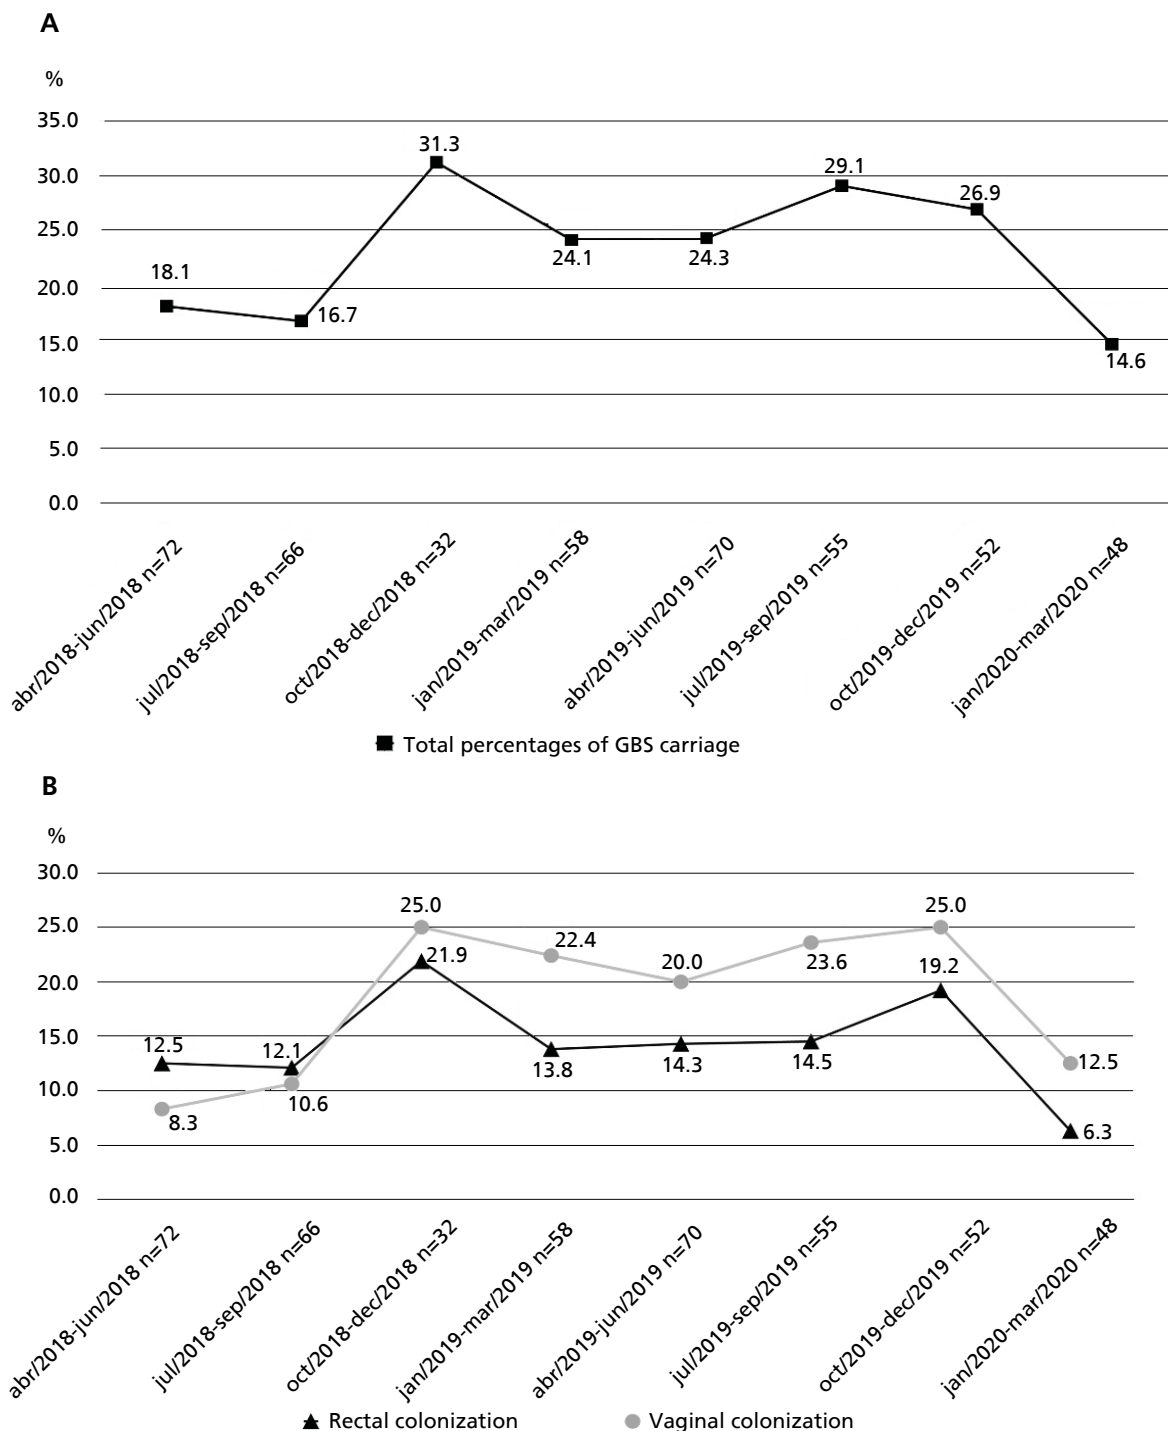 A
%
35.0
30.0
25.0
20.0
15.0
10.0
5.0
0.0
18.1
16.7
31.3
24.1
24.3
29.1
26.9
14.6
abr/2018-jun/2018 n=72
jul/2018-sep/2018 n=66
oct/2018-dec/2018 n=32
jan/2019-mar/2019 n=58
abr/2019-jun/2019 n=70
jul/2019-sep/2019 n=55
oct/2019-dec/2019 n=52
jan/2020-mar/2020 n=48
Total percentages of GBS carriage
B
%
30.0
25.0
20.0
15.0
10.0
5.0
0.0
12.5
12.1
21.9
13.8
14.3
14.5
19.2
6.3
8.3
10.6
25.0
22.4
20.0
23.6
25.0
12.5
abr/2018-jun/2018 n=72
jul/2018-sep/2018 n=66
oct/2018-dec/2018 n=32
jan/2019-mar/2019 n=58
abr/2019-jun/2019 n=70
jul/2019-sep/2019 n=55
oct/2019-dec/2019 n=52
jan/2020-mar/2020 n=48
Rectal colonization
Vaginal colonization